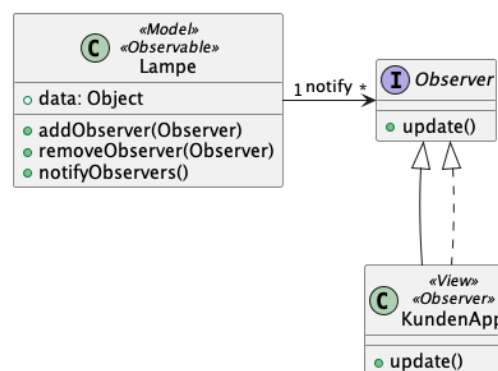 «Model»
«Observable»
C Lampe
data: Object
addObserver(Observer)
removeObserver(Observer)
notifyObservers()
1 notify *
I Observer
update()
«View»
«Observer»
C KundenApp
update()